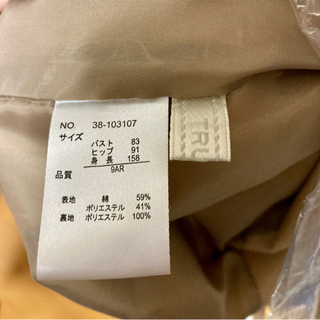 NO. 38-103107
サイズ
バスト 83
ヒップ 91
身長 158
9AR
品質
表地 綿 59%
ポリエステル 41%
裏地 ポリエステル 100%
TRU